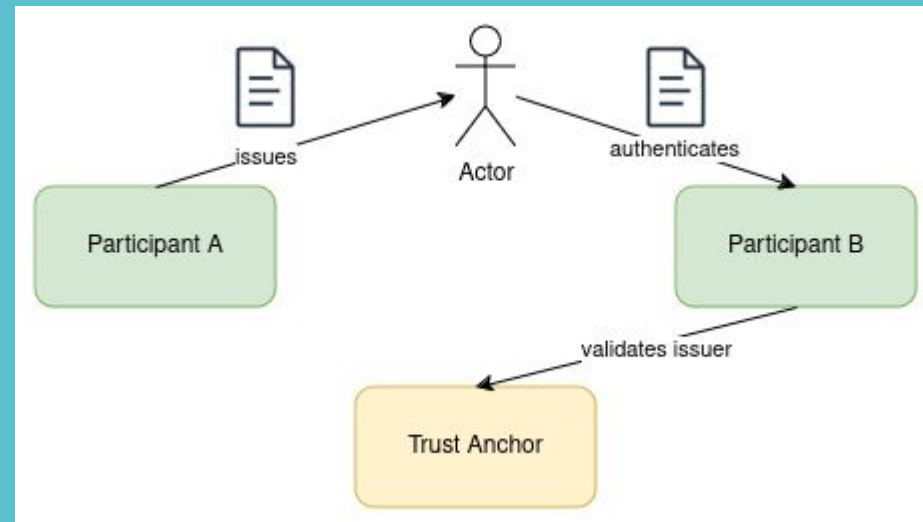 issues
authenticates
Actor
Participant A
Participant B
validates issuer
Trust Anchor